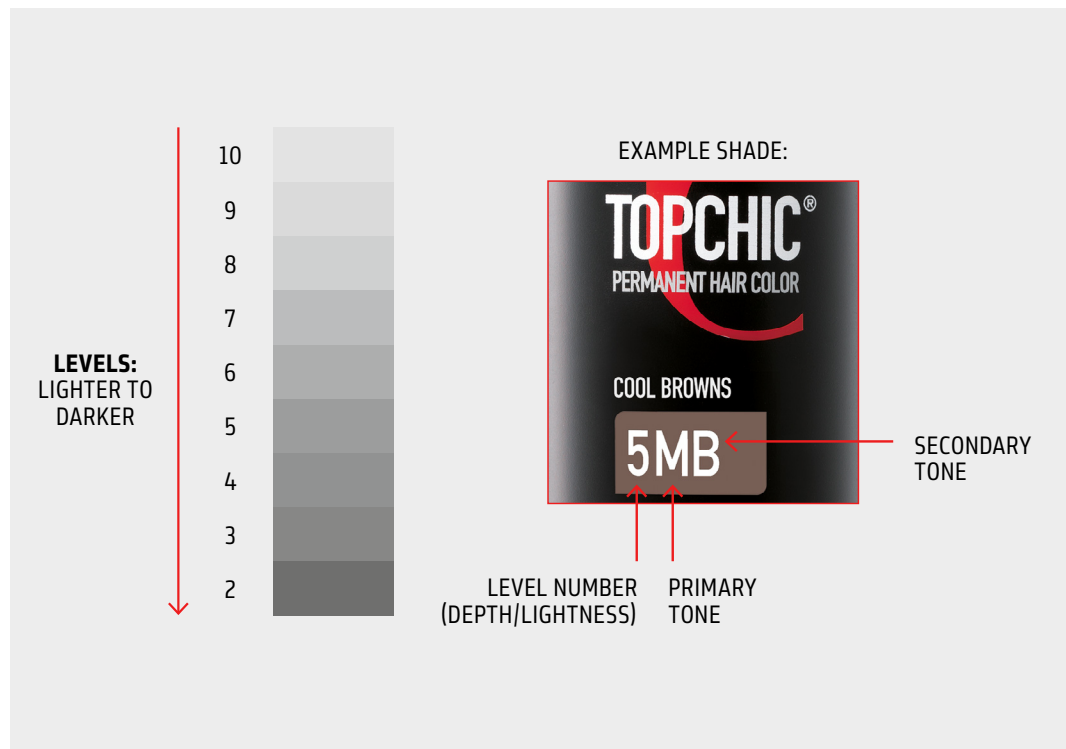 10
9
8
7
6
5
4
3
2
LEVELS:
LIGHTER TO
DARKER
EXAMPLE SHADE:
TOPCHIC®
PERMANENT HAIR COLOR
COOL BROWNS
5MB
SECONDARY
TONE
LEVEL NUMBER
(DEPTH/LIGHTNESS)
PRIMARY
TONE